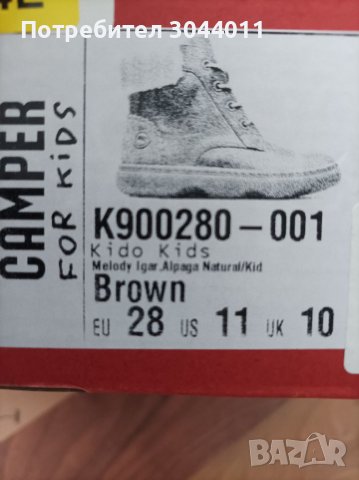 Потребител 3044011
CAMPER
FOR KiDS
K900280-001
Kido Kids
Melody Igar.Alpaga Natural/Kid
Brown
EU 28 US 11 UK 10
BAZAR